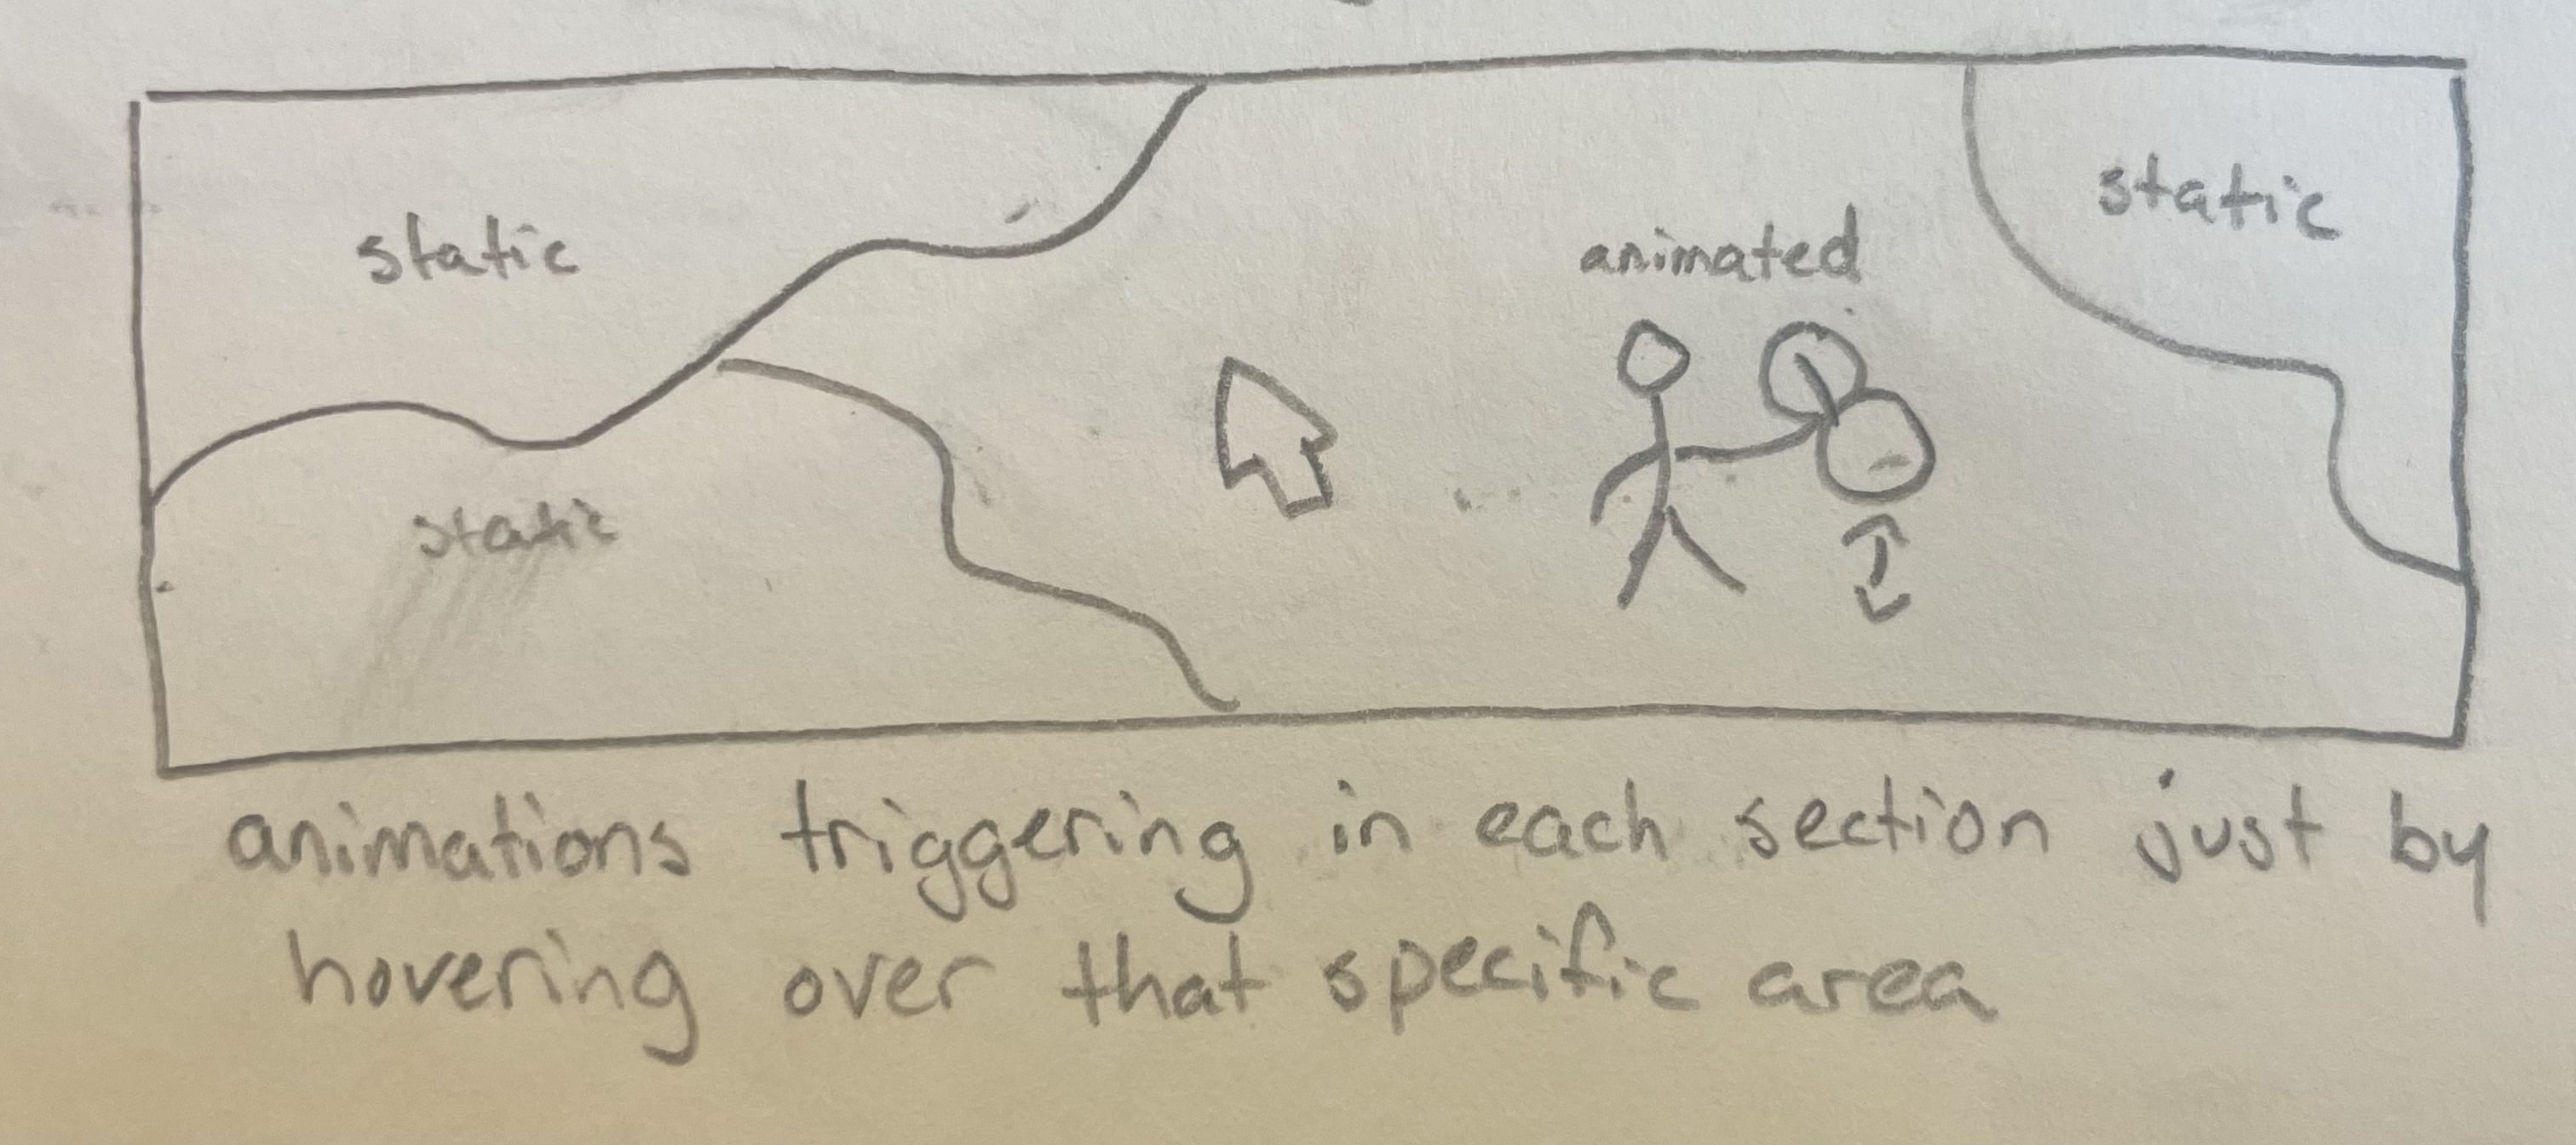 static
static
animated
static
animations triggering in each section just by
hovering over that specific area